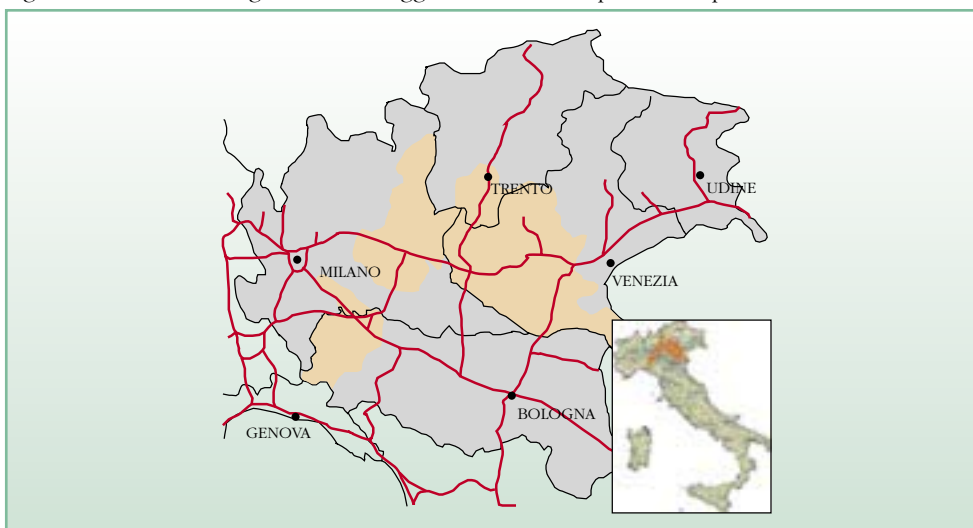 TRENTO
UDINE
MILANO
VENEZIA
BOLOGNA
GENOVA